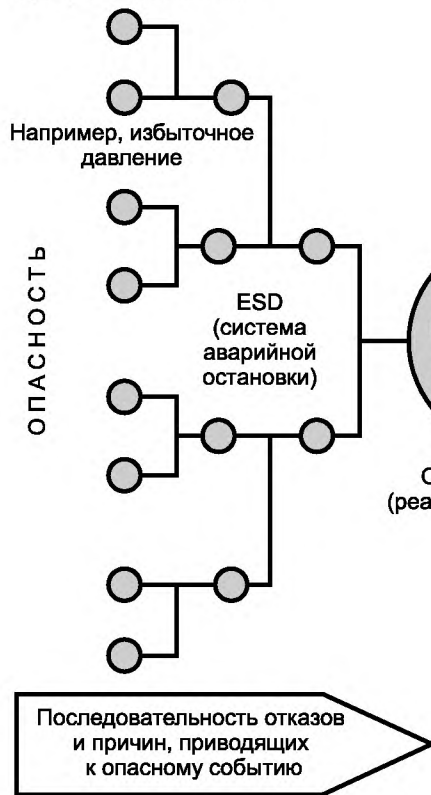 Например, избыточное
давление
ОПАСНОСТЬ
ESD
(система
аварийной
остановки)
Последовательность отказов
и причин, приводящих
к опасному событию